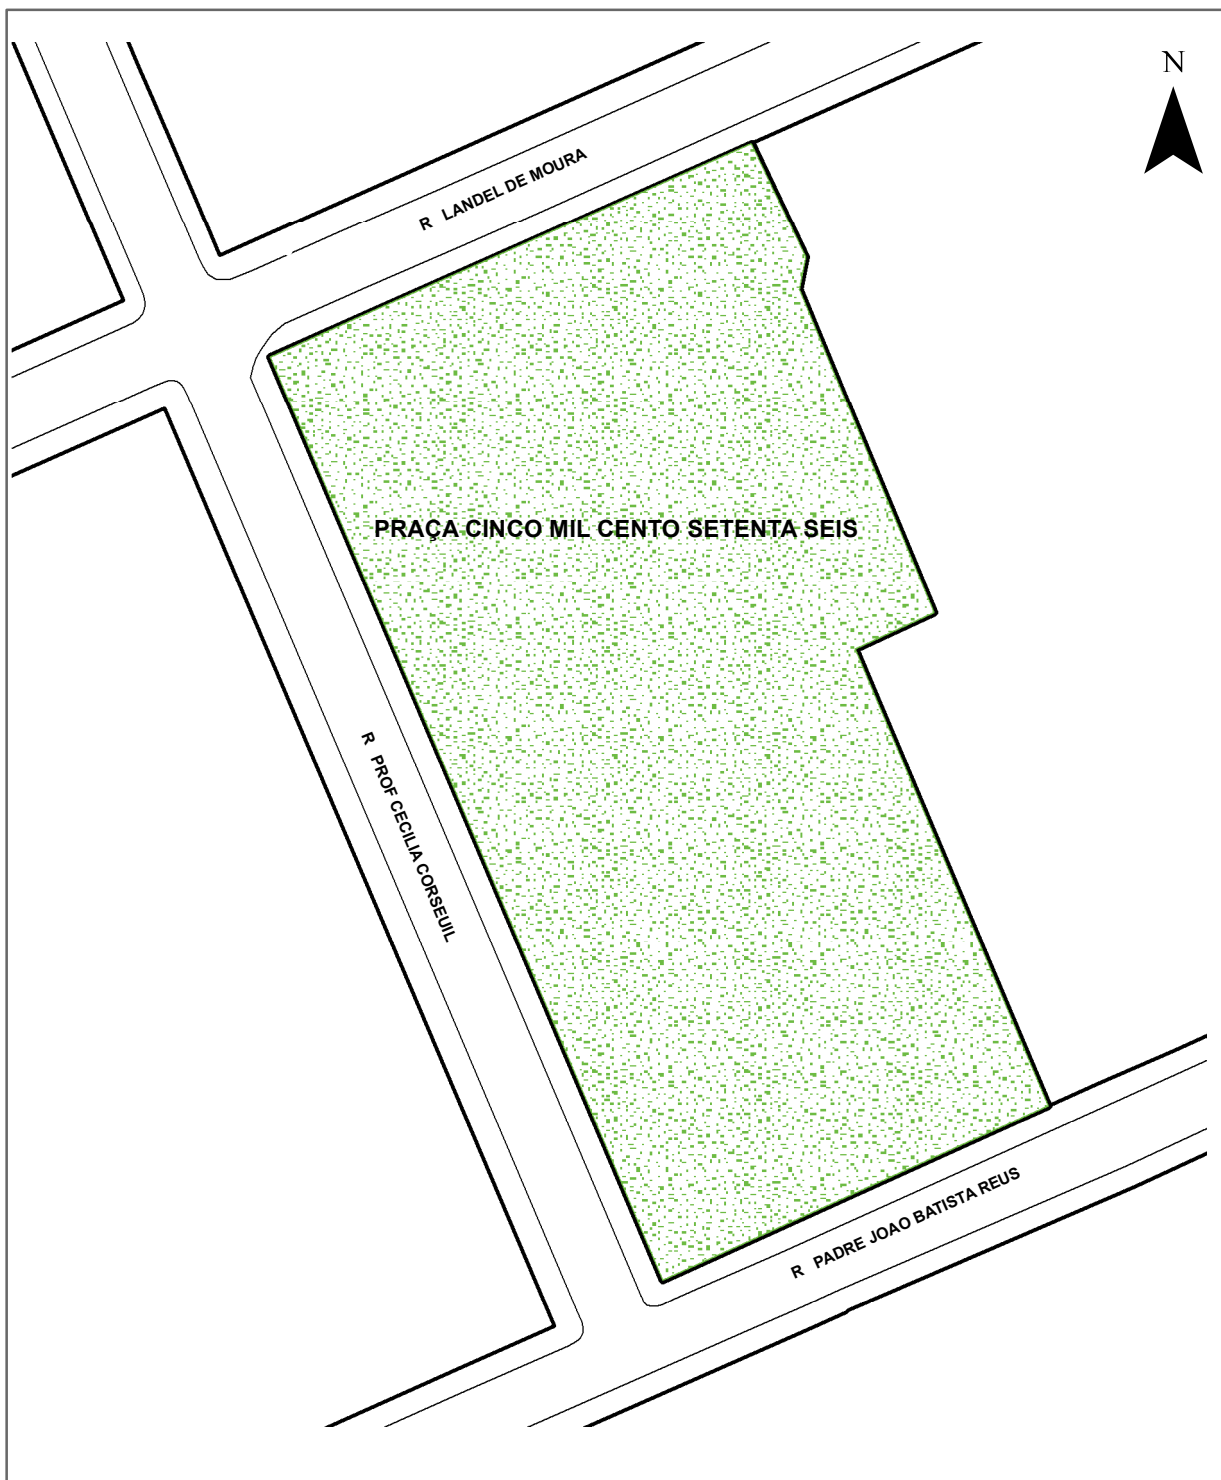 N
R LANDEL DE MOURA
PRAÇA CINCO MIL CENTO SETENTA SEIS
R PROF CECILIA CORSEUIL
R PADRE JOAO BATISTA REUS